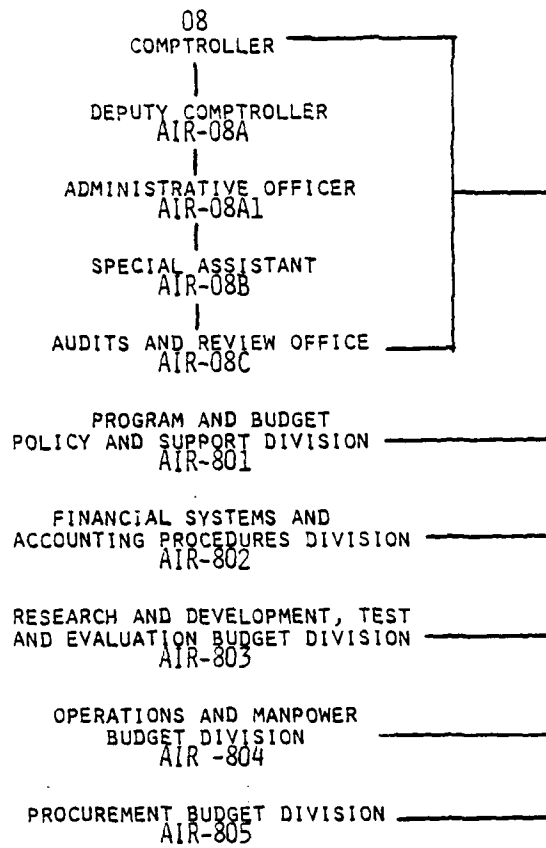 08
COMPTROLLER
DEPUTY COMPTROLLER
AIR-08A
ADMINISTRATIVE OFFICER
AIR-08A1
SPECIAL ASSISTANT
AIR-08B
AUDITS AND REVIEW OFFICE
AIR-08C
PROGRAM AND BUDGET
POLICY AND SUPPORT DIVISION
AIR-801
FINANCIAL SYSTEMS AND
ACCOUNTING PROCEDURES DIVISION
AIR-802
RESEARCH AND DEVELOPMENT, TEST
AND EVALUATION BUDGET DIVISION
AIR-803
OPERATIONS AND MANPOWER
BUDGET DIVISION
AIR -804
PROCUREMENT BUDGET DIVISION
AIR-805